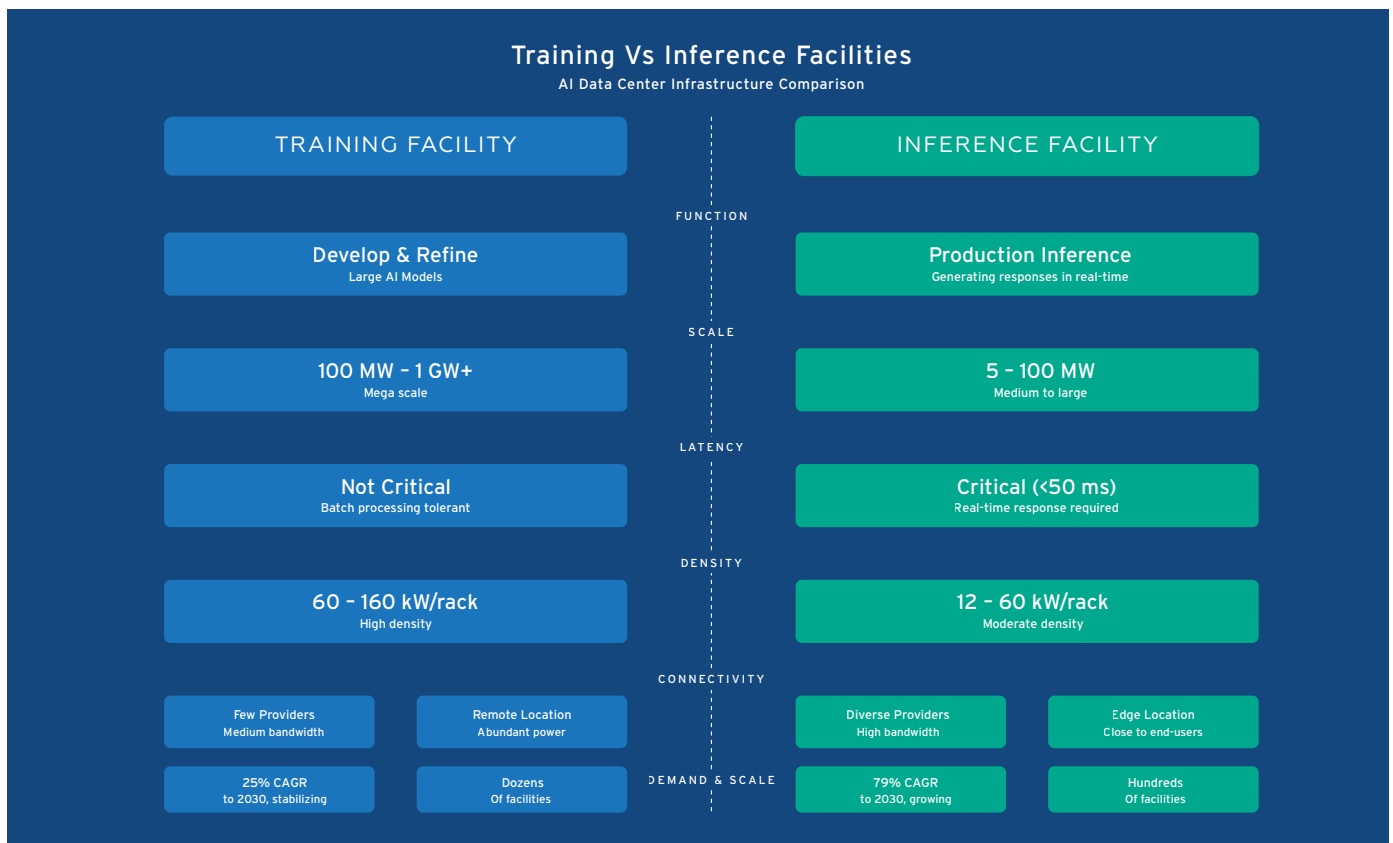 Training Vs Inference Facilities
AI Data Center Infrastructure Comparison
TRAINING FACILITY
INFERENCE FACILITY
FUNCTION
Develop & Refine
Large AI Models
Production Inference
Generating responses in real-time
SCALE
100 MW – 1 GW+
Mega scale
5 – 100 MW
Medium to large
LATENCY
Not Critical
Batch processing tolerant
Critical (<50 ms)
Real-time response required
DENSITY
60 – 160 kW/rack
High density
12 – 60 kW/rack
Moderate density
CONNECTIVITY
Few Providers
Medium bandwidth
Remote Location
Abundant power
Diverse Providers
High bandwidth
Edge Location
Close to end-users
DEMAND & SCALE
25% CAGR
to 2030, stabilizing
Dozens
Of facilities
79% CAGR
to 2030, growing
Hundreds
Of facilities